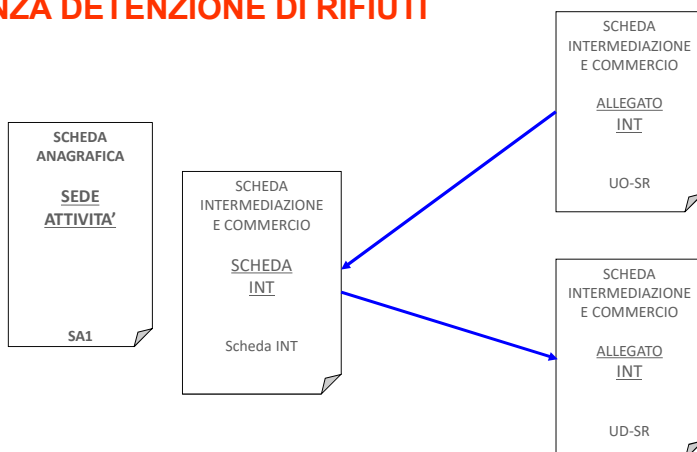 NZA DETENZIONE DI RIFIUTI
SCHEDA
ANAGRAFICA
SEDE
ATTIVITA'
SA1
SCHEDA
INTERMEDIAZIONE
E COMMERCIO
SCHEDA
INT
Scheda INT
SCHEDA
INTERMEDIAZIONE
E COMMERCIO
ALLEGATO
INT
UO-SR
SCHEDA
INTERMEDIAZIONE
E COMMERCIO
ALLEGATO
INT
UD-SR